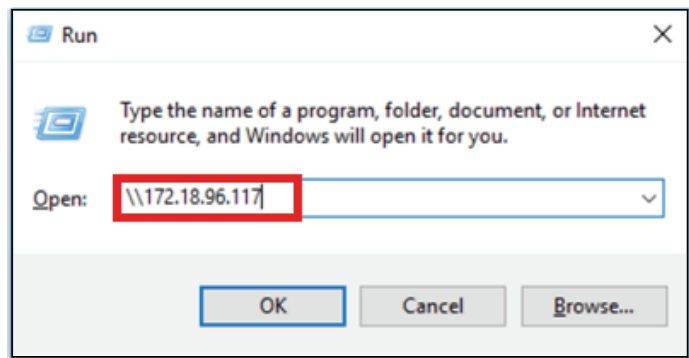 Run
Type the name of a program, folder, document, or Internet
resource, and Windows will open it for you.
Open: \\172.18.96.117
OK Cancel Browse...